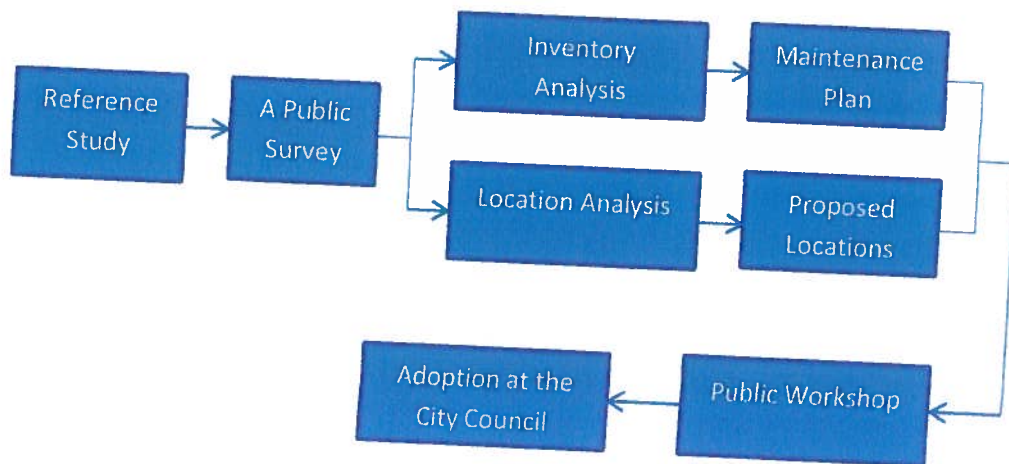 Reference
Study
A Public
Survey
Inventory
Analysis
Maintenance
Plan
Location Analysis
Proposed
Locations
Public Workshop
Adoption at the
City Council